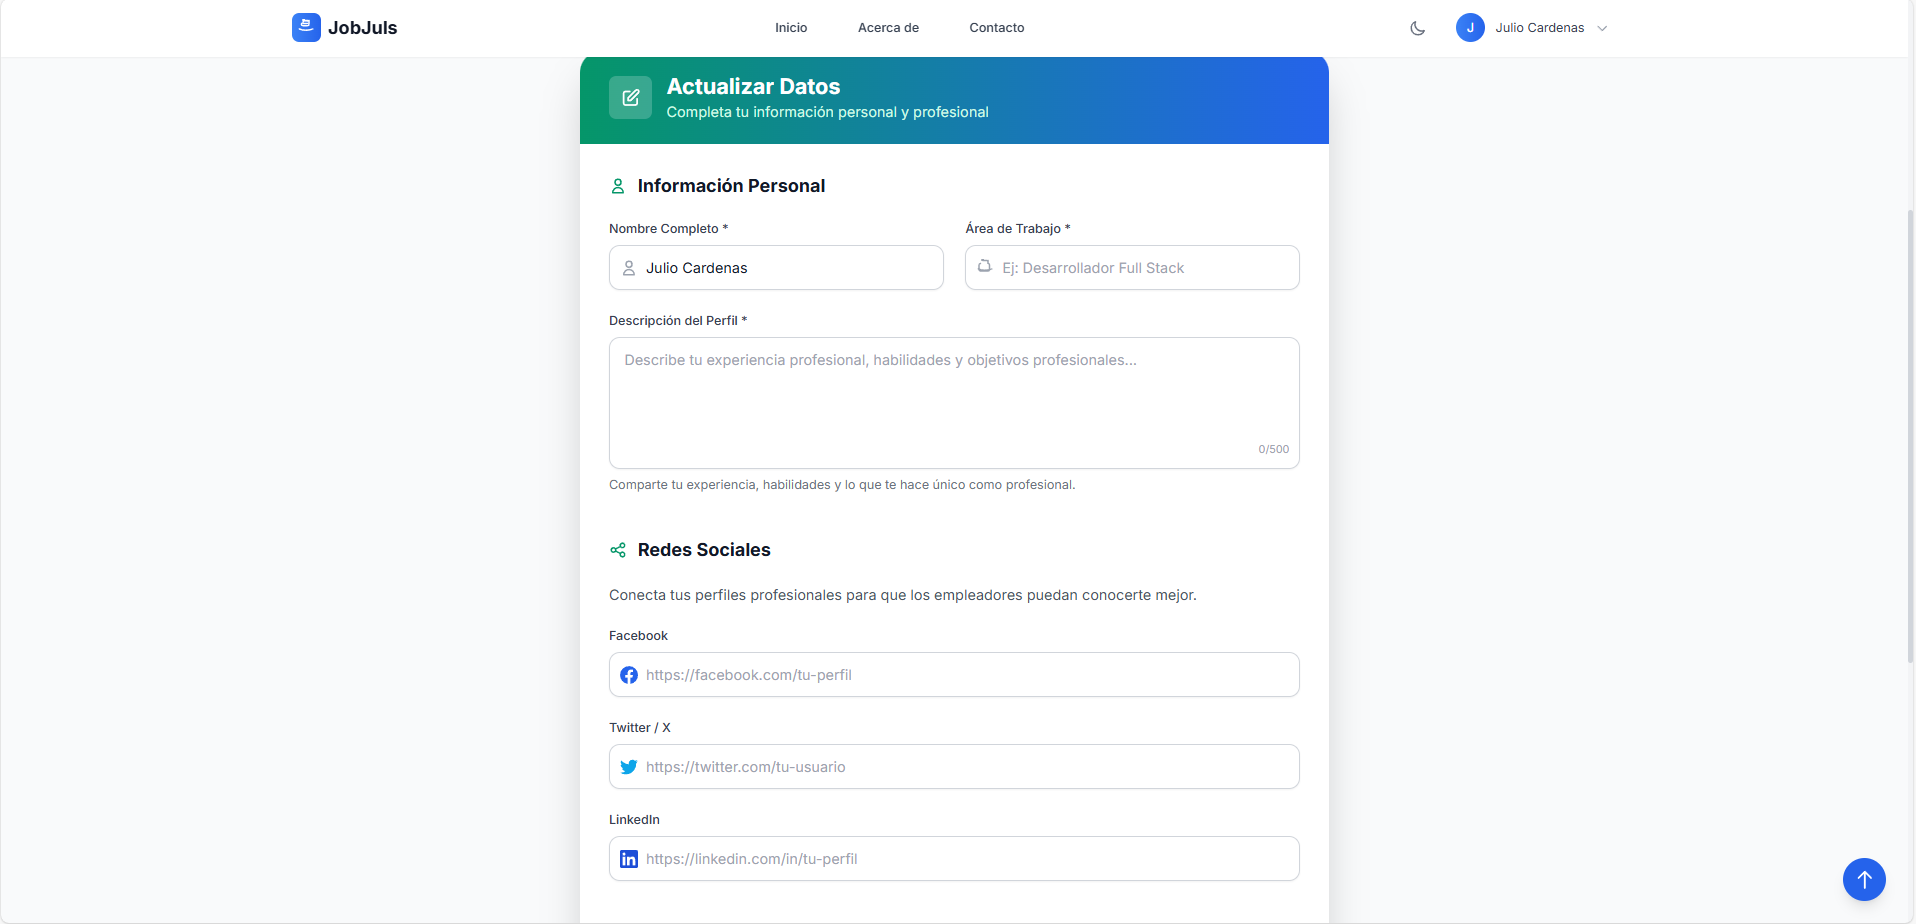 JobJuls
Inicio
Acerca de
Contacto
J
Julio Cardenas
Actualizar Datos
Completa tu información personal y profesional
Información Personal
Nombre Completo *
Área de Trabajo *
Julio Cardenas
Ej: Desarrollador Full Stack
Descripción del Perfil *
Describe tu experiencia profesional, habilidades y objetivos profesionales...
0/500
Comparte tu experiencia, habilidades y lo que te hace único como profesional.
Redes Sociales
Conecta tus perfiles profesionales para que los empleadores puedan conocerte mejor.
Facebook
https://facebook.com/tu-perfil
Twitter / X
https://twitter.com/tu-usuario
LinkedIn
https://linkedin.com/in/tu-perfil